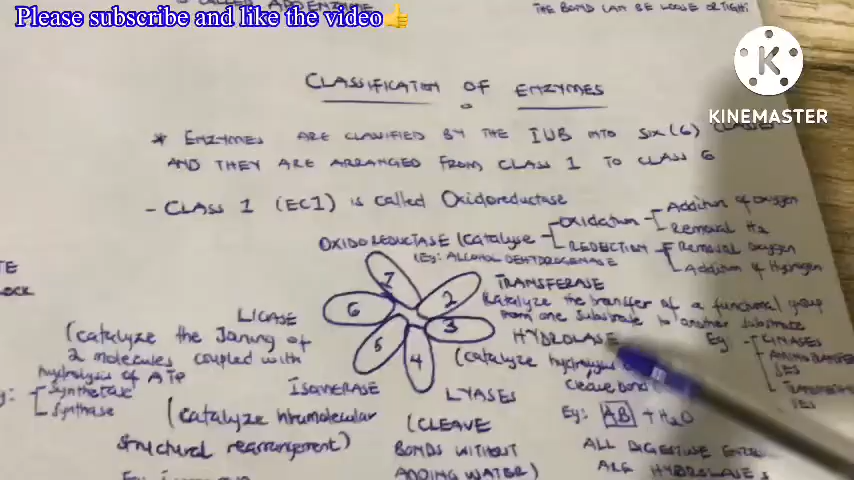 Please subscribe and like the video👍
IS CALLED APOENZYME
THE BOND CAN BE LOOSE OR TIGHT
KINEMASTER
CLASSIFICATION OF ENZYMES
* ENZYMES ARE CLASSIFIED BY THE IUB INTO SIX (6) CLASSES
AND THEY ARE ARRANGED FROM CLASS 1 TO CLASS 6
- CLASS 1 (EC1) is called Oxidoreductase
OXIDOREDUCTASE (Catalyse
Oxidation
Addition of Oxygen
Removal H2
REDUCTION
Removal Oxygen
Addition of Hydrogen
(Eg: ALCOHOL DEHYDROGENASE
1
2
3
4
5
6
TRANSFERASE
Catalyze the transfer of a functional group
from one Substrate to another substrate
Eg
KINASES
HYDROLASE
(Catalyze hydrolysis
cleave bond
Eg: AB + H2O
ALL DIGESTIVE
ARE HYDROLASES
LYASES
(CLEAVE
BONDS WITHOUT
ADDING WATER)
ISOMERASE
(catalyze Intramolecular
structural rearrangement)
LIGASE
(catalyze the Joining of
2 molecules coupled with
hydrolysis of ATP
Synthetase
Synthase